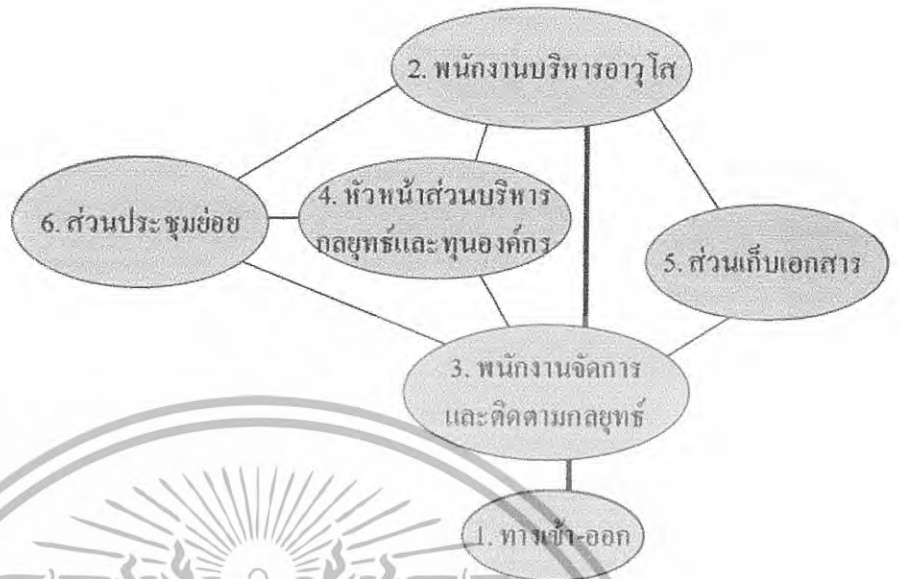 2. พนักงานบริหารอาวุโส
4. หัวหน้าส่วนบริหาร
กลยุทธ์และทุนองค์กร
6. ส่วนประชุมย่อย
5. ส่วนเก็บเอกสาร
3. พนักงานจัดการ
และติดตามกลยุทธ์
1. ทางเข้า-ออก